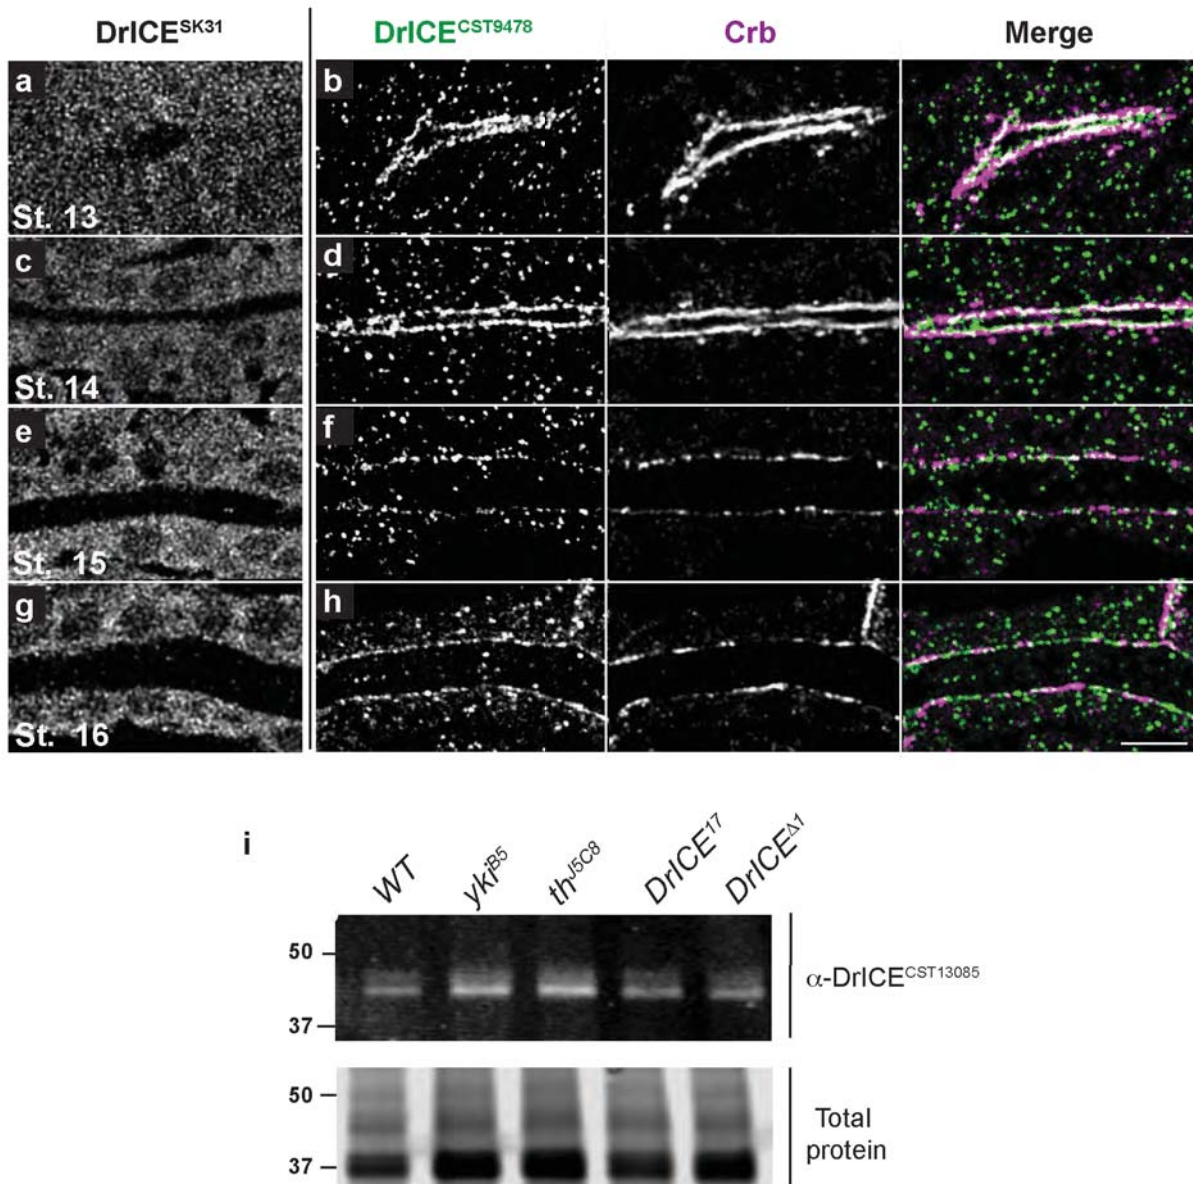 DrICE^SK31 DrICE^CST9478 Crb Merge
a b
St. 13
c d
St. 14
e f
St. 15
g h
St. 16
i
WT yki^B5 th^J5C8 DrICE^17 DrICE^Δ1
50
α-DrICE^CST13085
37
50
Total
protein
37